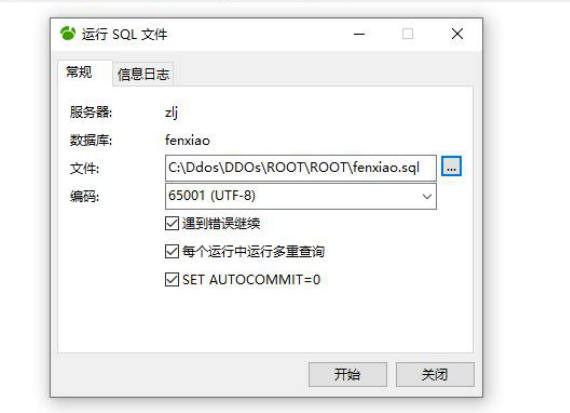 运行 SQL 文件
常规 信息日志
服务器: zlj
数据库: fenxiao
文件: C:\Ddos\DDOs\ROOT\ROOT\fenxiao.sql ...
编码: 65001 (UTF-8)
遇到错误继续
每个运行中运行多重查询
SET AUTOCOMMIT=0
开始 关闭